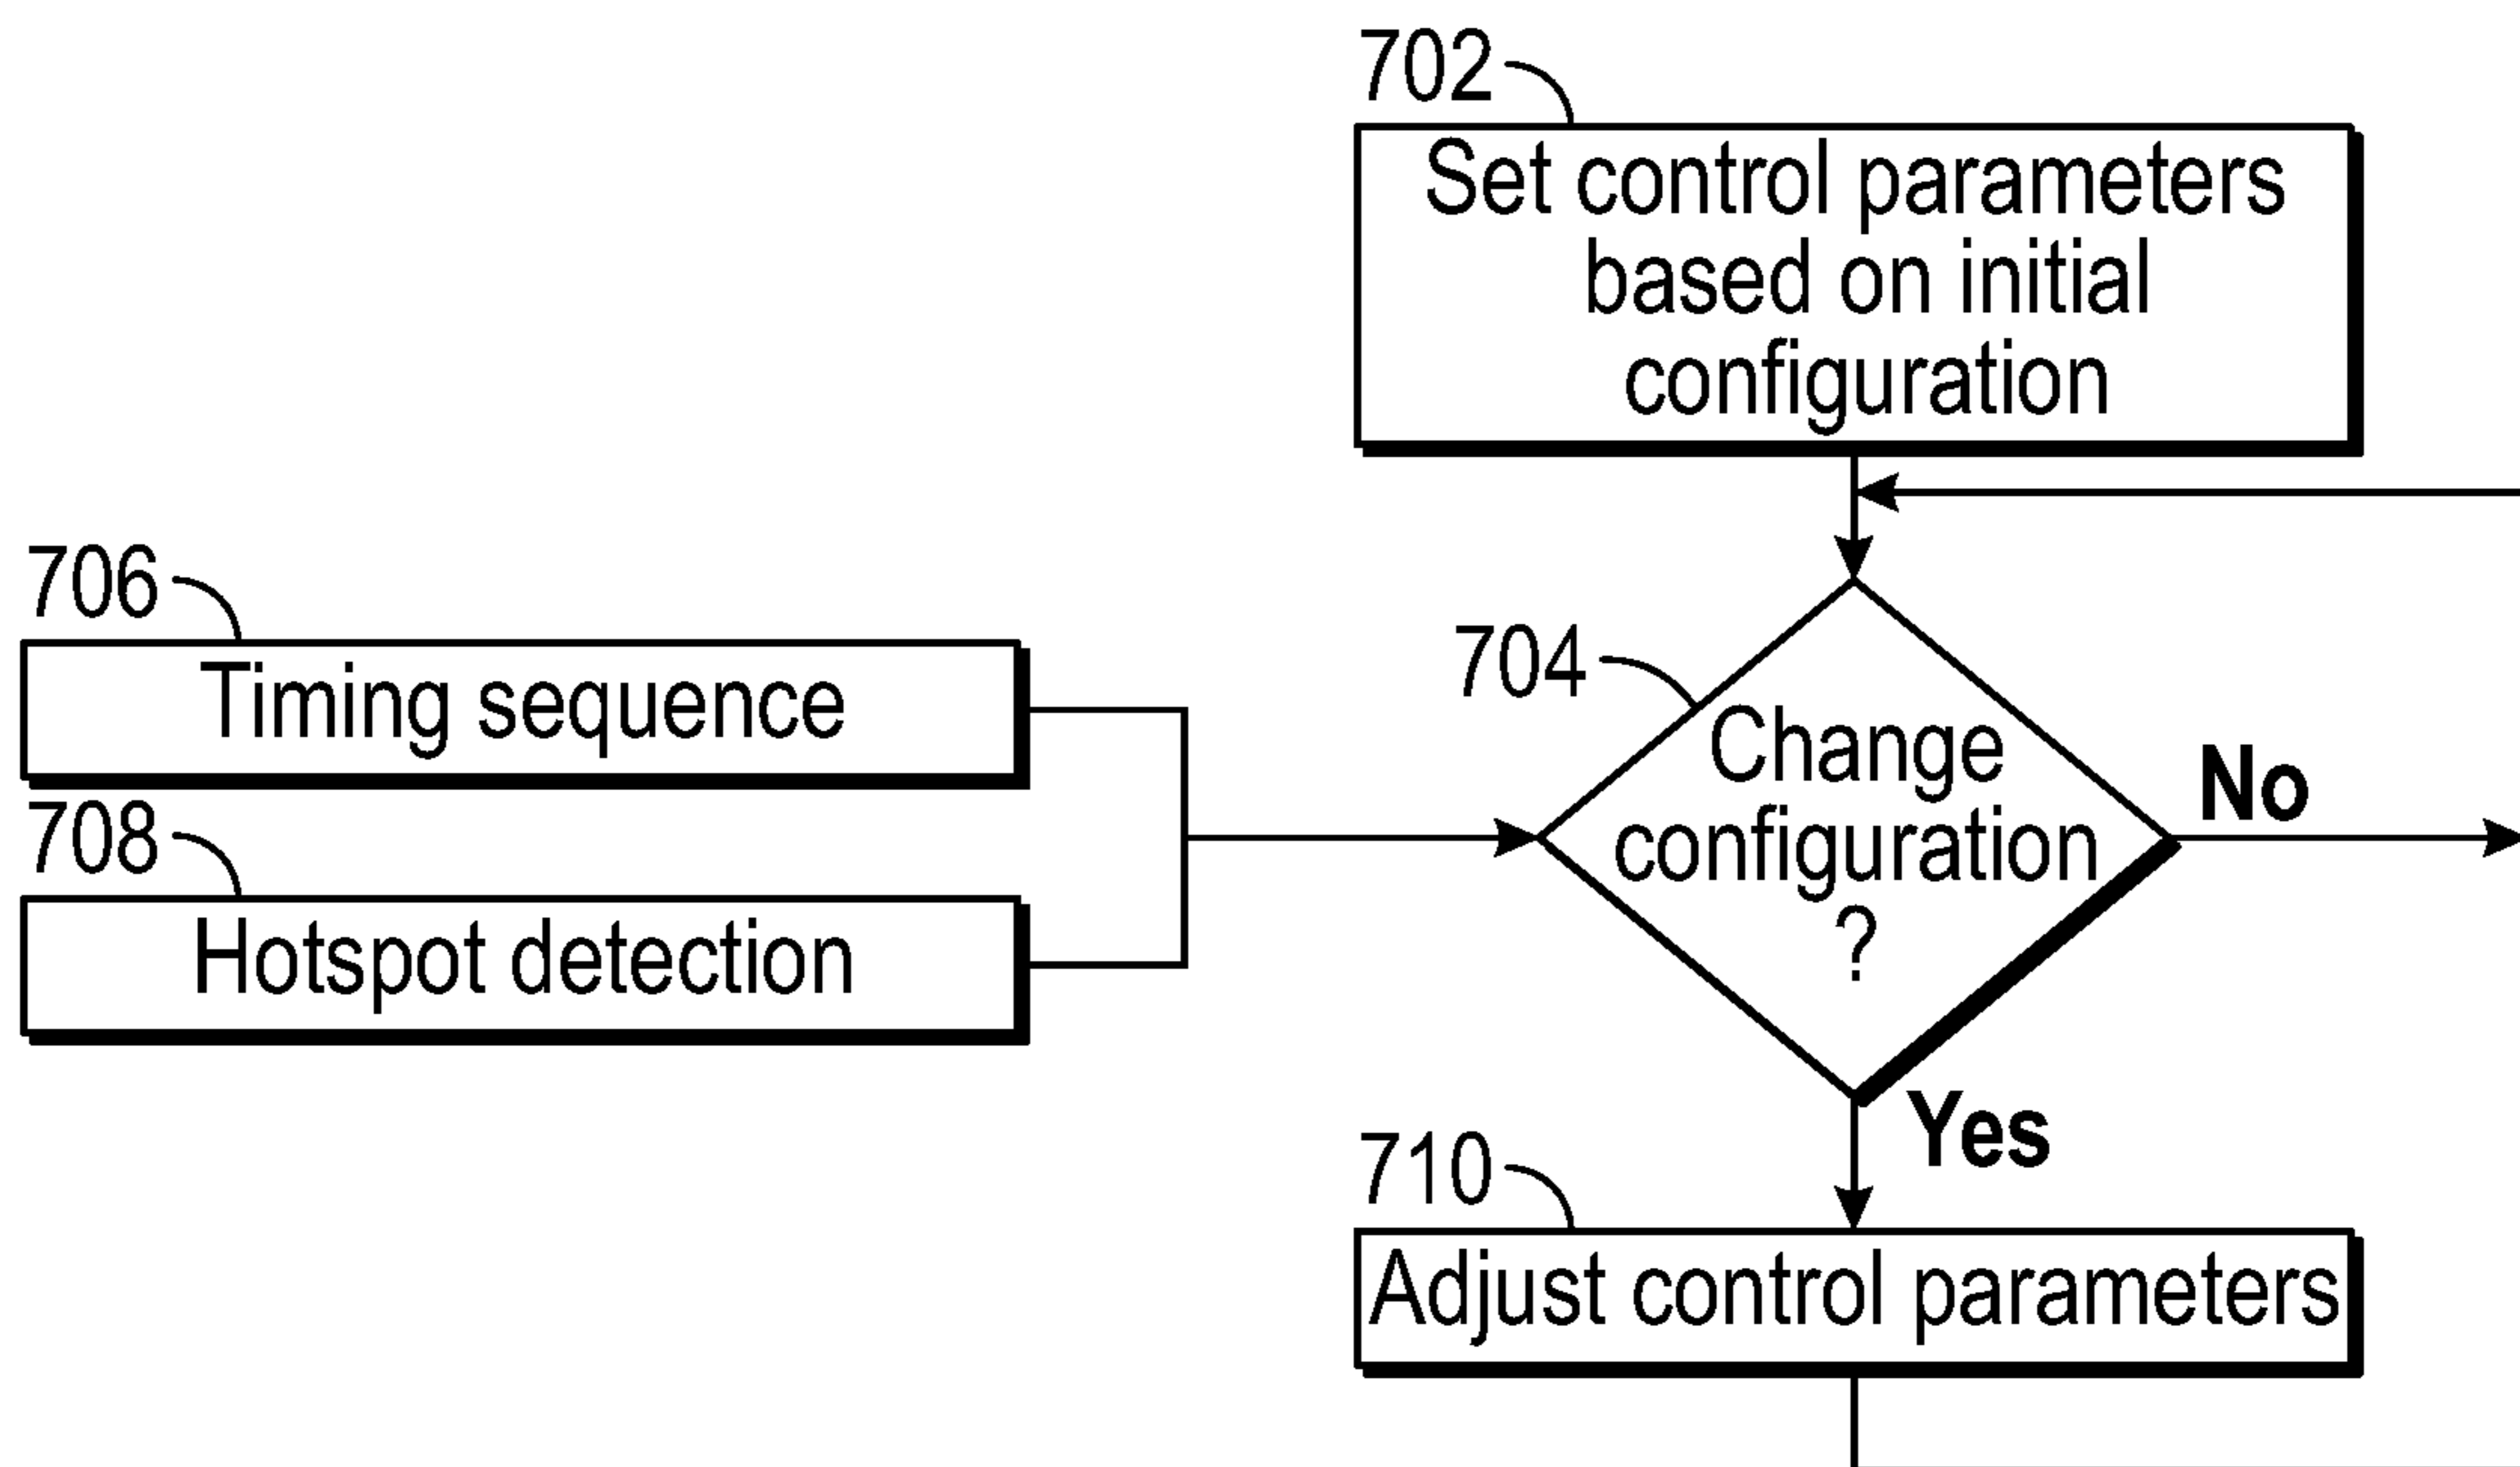 702
Set control parameters
based on initial
configuration
706
Timing sequence
704
Change
configuration
?
No
708
Hotspot detection
Yes
710
Adjust control parameters